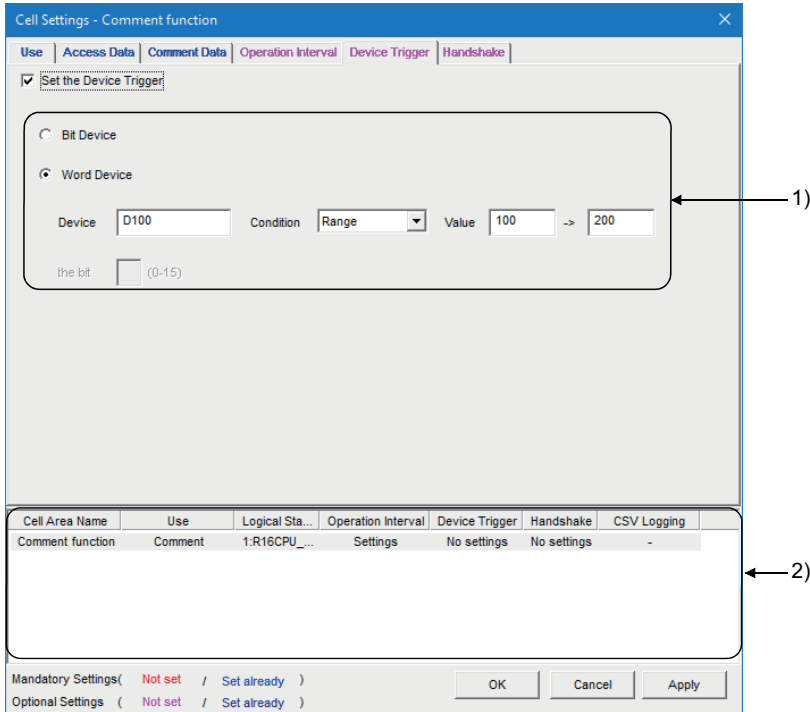 Cell Settings - Comment function
Use Access Data Comment Data Operation Interval Device Trigger Handshake
Set the Device Trigger
Bit Device
1)
Word Device
Device D100 Condition Range Value 100 -> 200
the bit (0-15)
Cell Area Name Use Logical Sta... Operation Interval Device Trigger Handshake CSV Logging
Comment function Comment 1:R16CPU_... Settings No settings No settings -
2)
Mandatory Settings( Not set / Set already )
OK Cancel Apply
Optional Settings ( Not set / Set already )